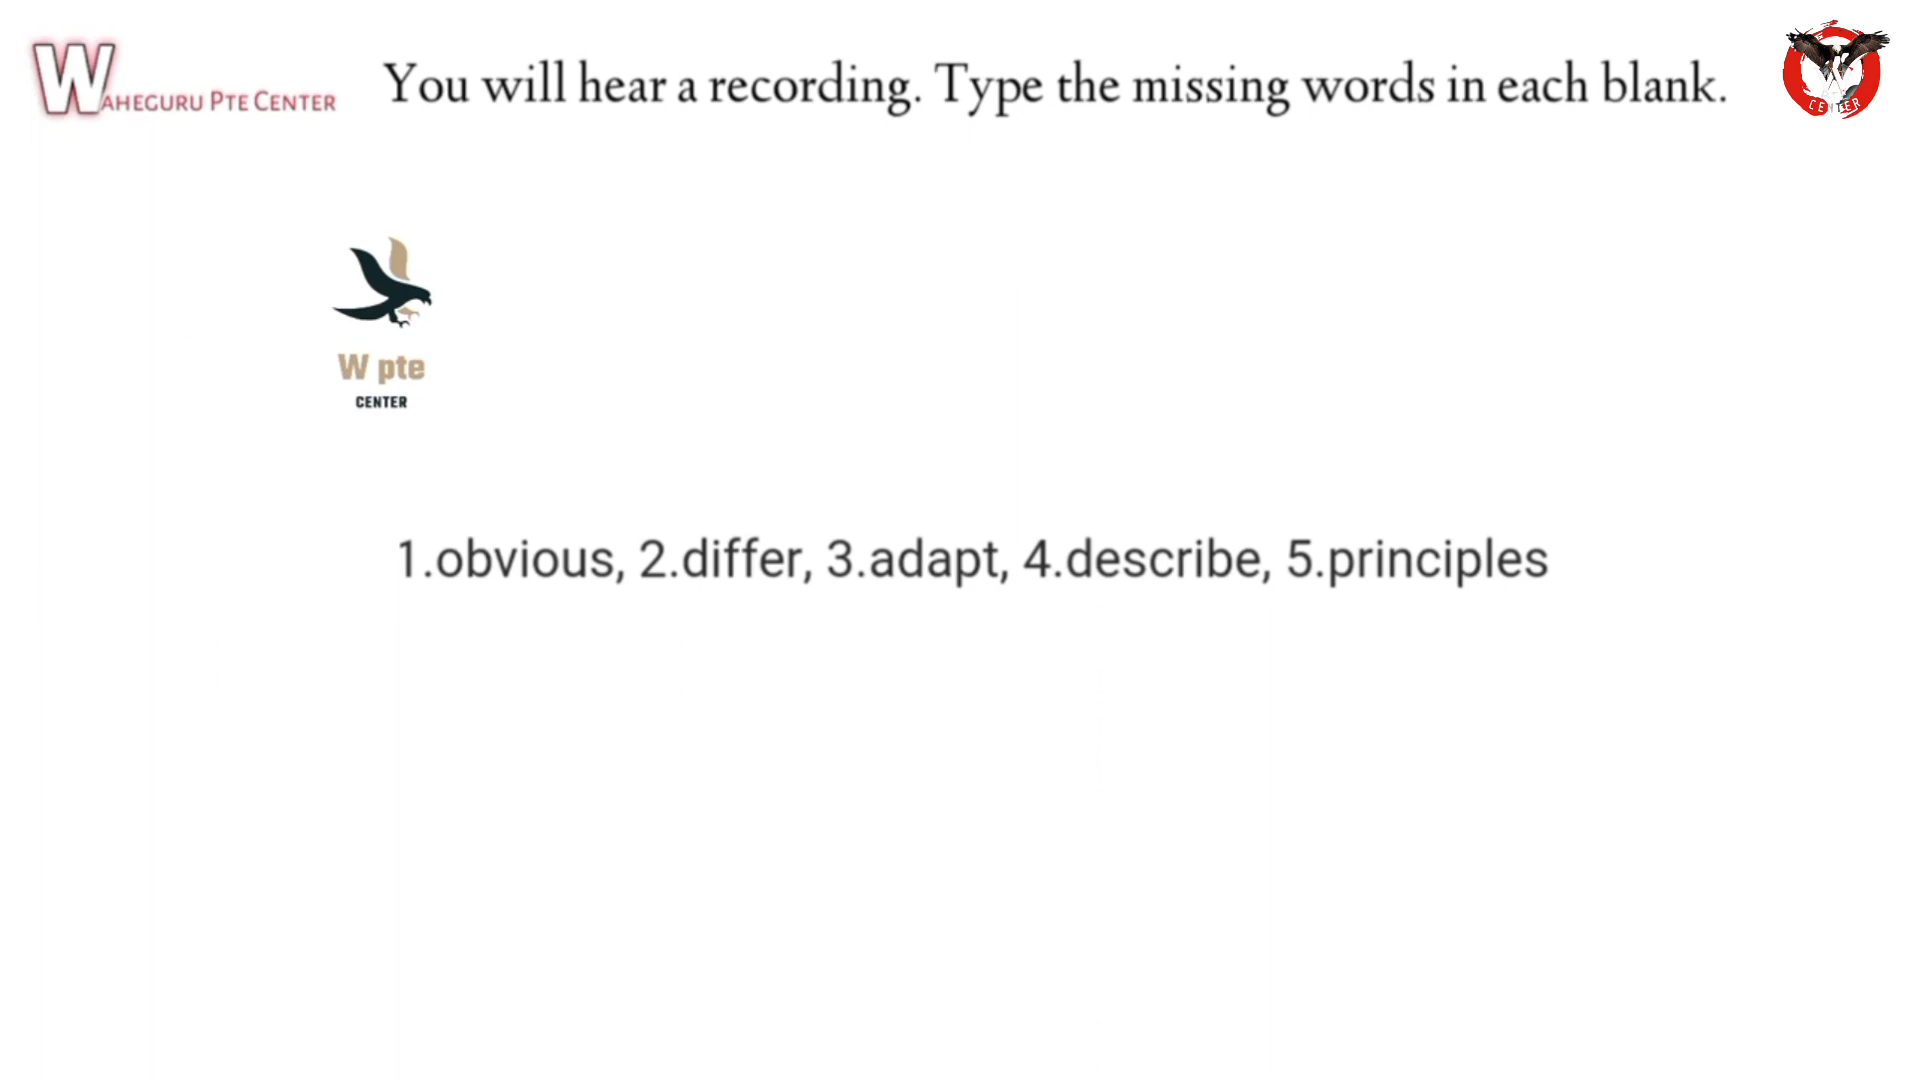 WAHEGURU PTE CENTER
You will hear a recording. Type the missing words in each blank.
CENTER
W pte
CENTER
1.obvious, 2.differ, 3.adapt, 4.describe, 5.principles